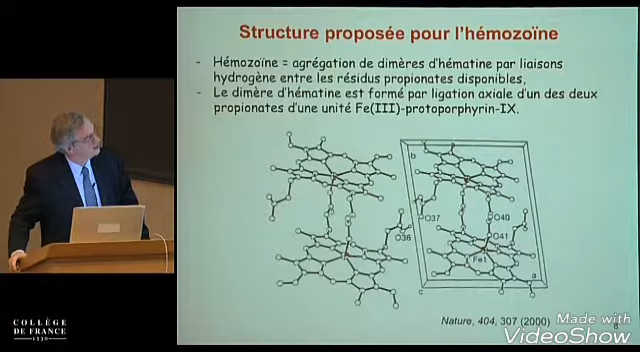 Structure proposée pour l'hémozoïne
- Hémozoïne = agrégation de dimères d'hématine par liaisons
hydrogène entre les résidus propionates disponibles,
- Le dimère d'hématine est formé par ligation axiale d'un des deux
propionates d'une unité Fe(III)-protoporphyrin-IX.
b
O37
O40
O36
O41
Fe1
a
c
Nature, 404, 307 (2000)
8
COLLÈGE
DE FRANCE
1530
Made with
VideoShow